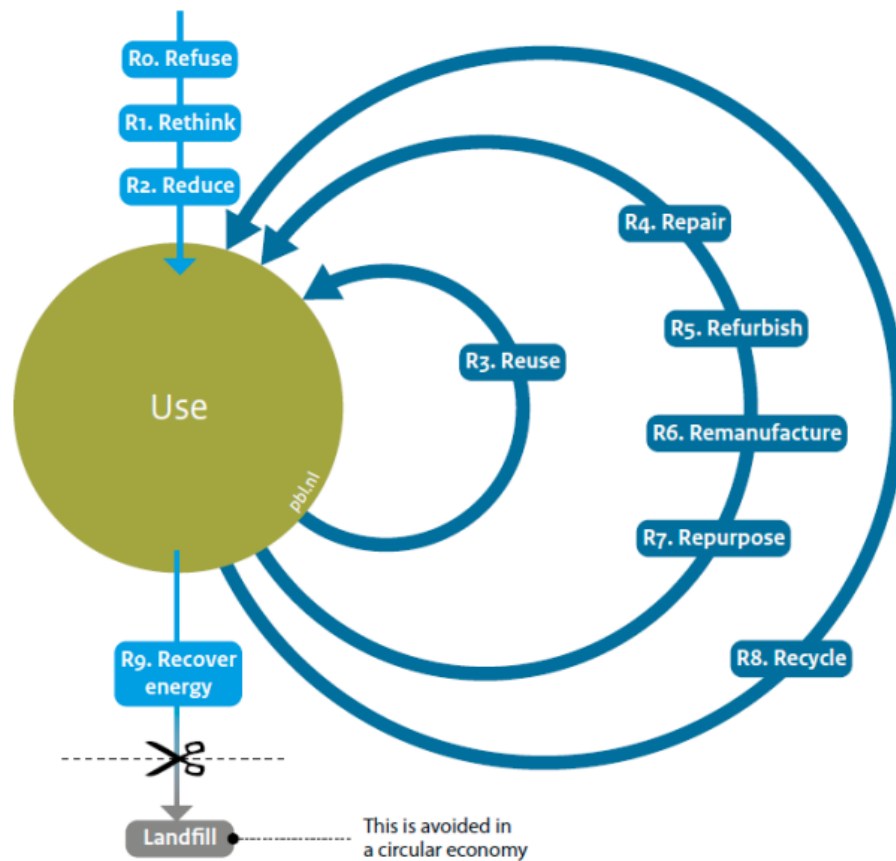 R0. Refuse
R1. Rethink
R2. Reduce
R4. Repair
R5. Refurbish
R3. Reuse
Use
R6. Remanufacture
pbl.nl
R7. Repurpose
R8. Recycle
R9. Recover
energy
Landfill
This is avoided in
a circular economy